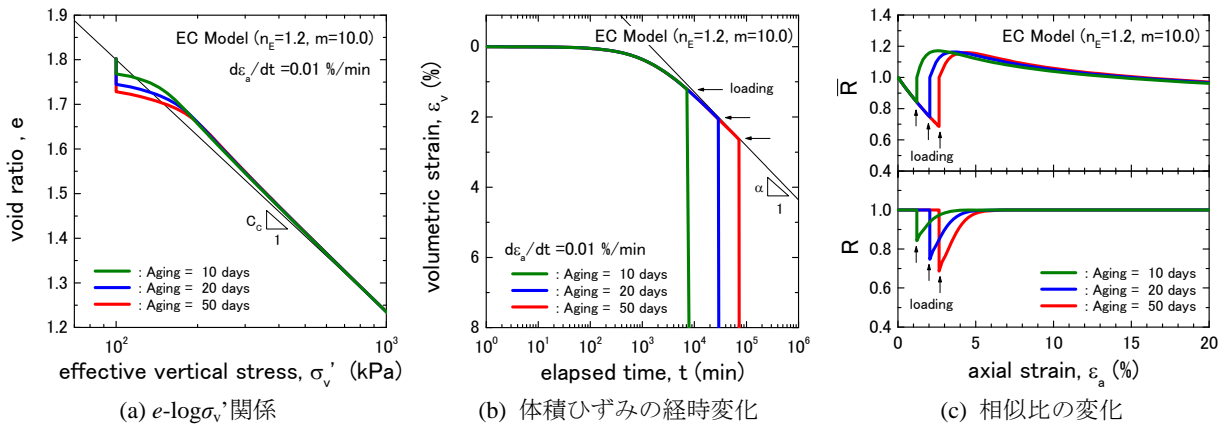 EC Model (n_E=1.2, m=10.0)
dε_a/dt =0.01 %/min
1.9
1.8
1.7
1.6
1.5
1.4
1.3
1.2
void ratio , e
C_C
1
: Aging = 10 days
: Aging = 20 days
: Aging = 50 days
10^2
10^3
effective vertical stress, σ_v' (kPa)
(a) e-logσ_v'関係
EC Model (n_E=1.2, m=10.0)
0
2
4
6
8
volumetric strain, ε_v (%)
loading
α
1
dε_a/dt =0.01 %/min
: Aging = 10 days
: Aging = 20 days
: Aging = 50 days
10^0 10^1 10^2 10^3 10^4 10^5 10^6
elapsed time, t (min)
(b) 体積ひずみの経時変化
EC Model (n_E=1.2, m=10.0)
1.4
1.2
1.0
0.8
0.6
0.4
R̅
loading
1.0
0.8
0.6
0.4
R
loading
: Aging = 10 days
: Aging = 20 days
: Aging = 50 days
0 5 10 15 20
axial strain, ε_a (%)
(c) 相似比の変化